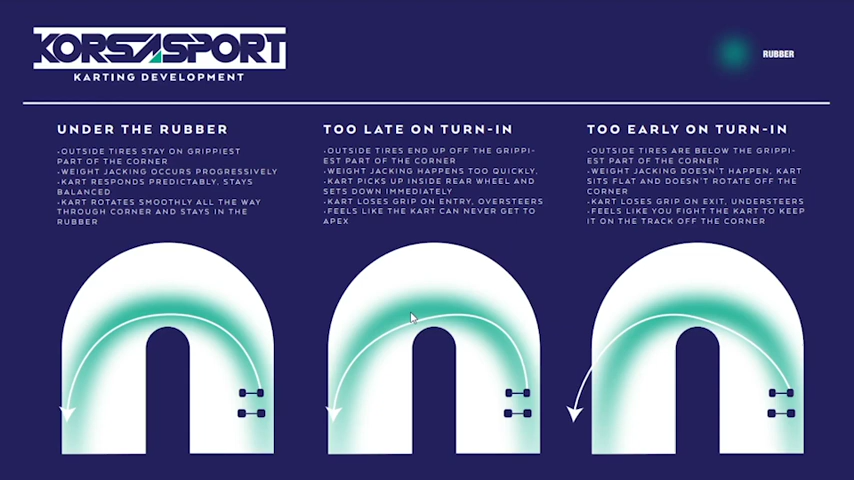 KORSASPORT
KARTING DEVELOPMENT
RUBBER
UNDER THE RUBBER
-OUTSIDE TIRES STAY ON GRIPPIEST
PART OF THE CORNER
-WEIGHT JACKING OCCURS PROGRESSIVELY
-KART RESPONDS PREDICTABLY, STAYS
BALANCED
-KART ROTATES SMOOTHLY ALL THE WAY
THROUGH CORNER AND STAYS IN THE
RUBBER
TOO LATE ON TURN-IN
-OUTSIDE TIRES END UP OFF THE GRIPPI-
EST PART OF THE CORNER
-WEIGHT JACKING HAPPENS TOO QUICKLY,
-KART PICKS UP INSIDE REAR WHEEL AND
SETS DOWN IMMEDIATELY
-KART LOSES GRIP ON ENTRY, OVERSTEERS
-FEELS LIKE THE KART CAN NEVER GET TO
APEX
TOO EARLY ON TURN-IN
-OUTSIDE TIRES ARE BELOW THE GRIPPI-
EST PART OF THE CORNER
-WEIGHT JACKING DOESN'T HAPPEN, KART
SITS FLAT AND DOESN'T ROTATE OFF THE
CORNER
-KART LOSES GRIP ON EXIT, UNDERSTEERS
-FEELS LIKE YOU FIGHT THE KART TO KEEP
IT ON THE TRACK OFF THE CORNER